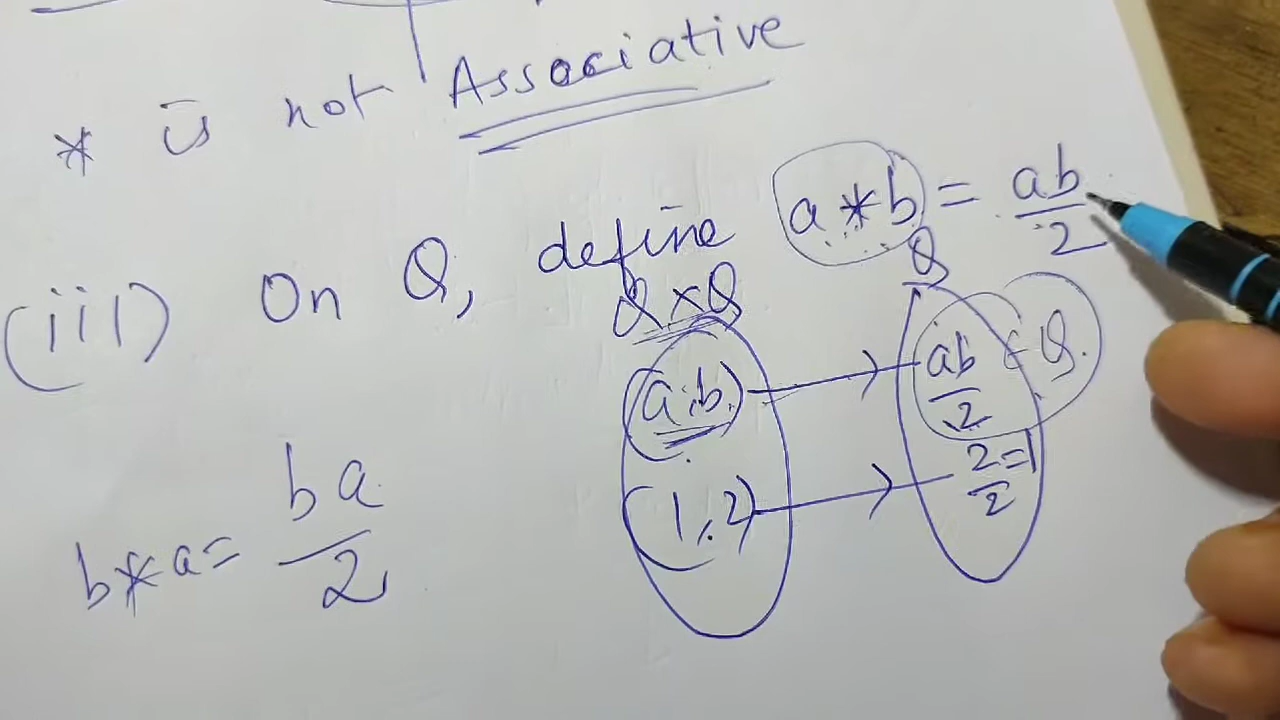 * is not Associative
(iii) On Q, define a * b = ab/2
Q × Q Q
(a,b) ab/2 ∈ Q.
(1,2) 2/2 = 1
b * a = ba/2